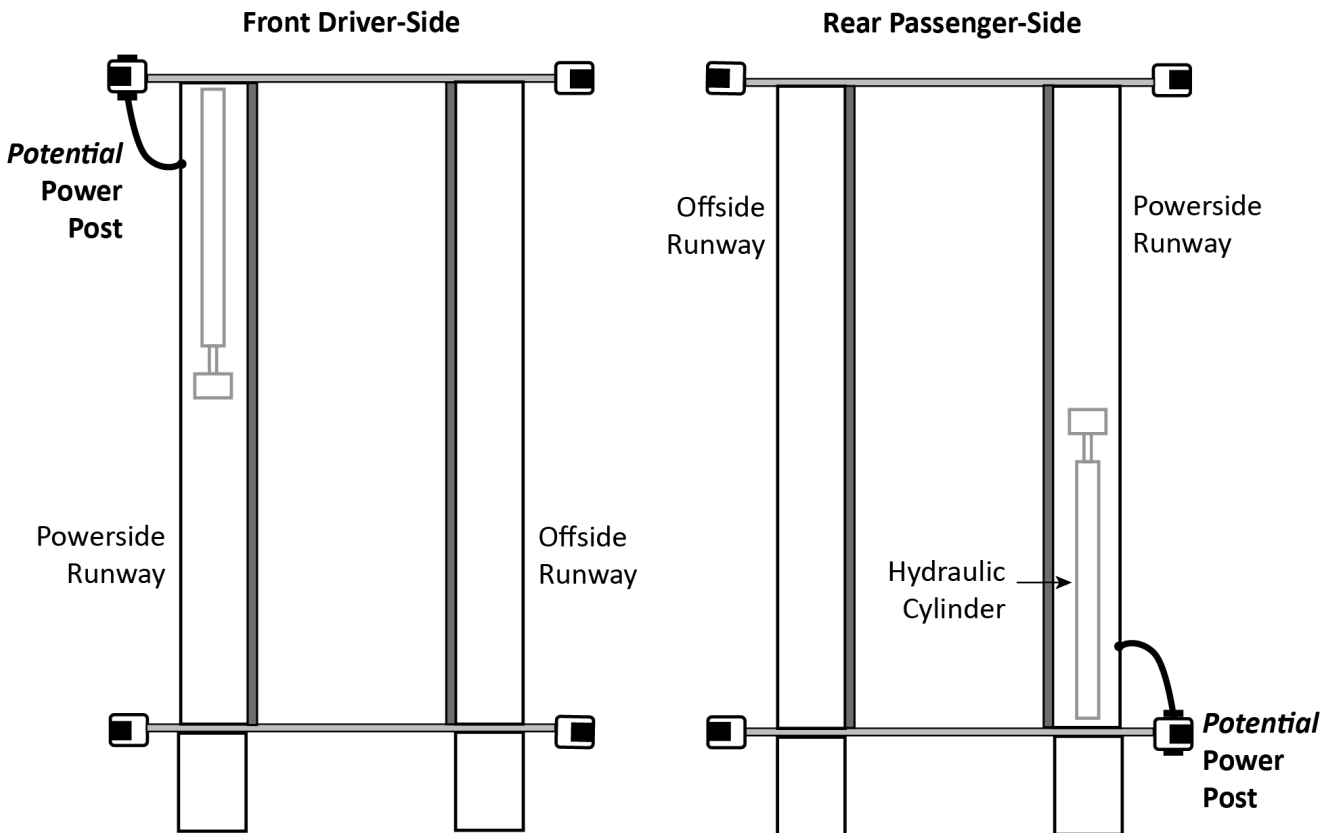 Front Driver-Side
Potential
Power
Post
Powerside
Runway
Offside
Runway
Rear Passenger-Side
Offside
Runway
Powerside
Runway
Hydraulic
Cylinder
Potential
Power
Post